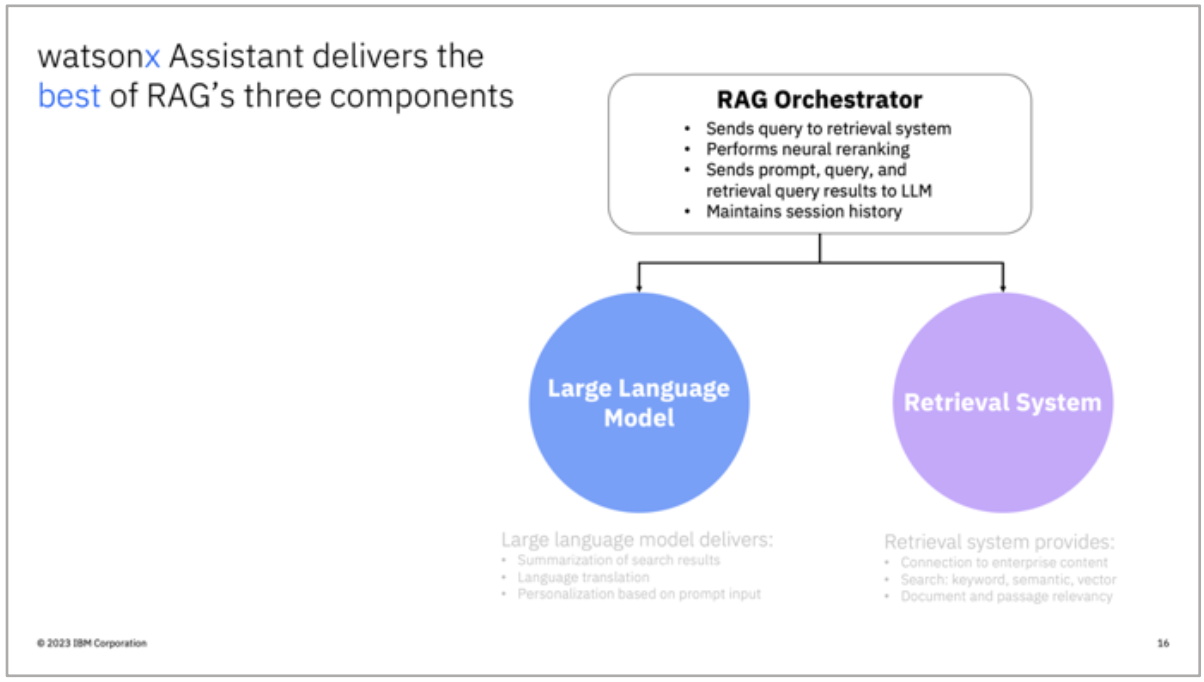 watsonx Assistant delivers the
best of RAG's three components
RAG Orchestrator
• Sends query to retrieval system
• Performs neural reranking
• Sends prompt, query, and
retrieval query results to LLM
• Maintains session history
Large Language
Model
Retrieval System
Large language model delivers:
• Summarization of search results
• Language translation
• Personalization based on prompt input
Retrieval system provides:
• Connection to enterprise content
• Search: keyword, semantic, vector
• Document and passage relevancy
© 2023 IBM Corporation
16